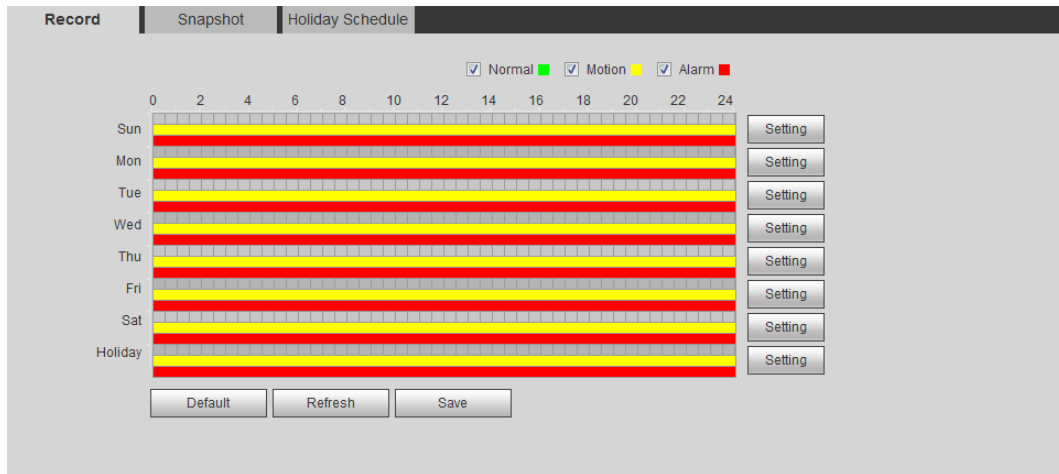 Record Snapshot Holiday Schedule
Normal Motion Alarm
0 2 4 6 8 10 12 14 16 18 20 22 24
Sun Setting
Mon Setting
Tue Setting
Wed Setting
Thu Setting
Fri Setting
Sat Setting
Holiday Setting
Default Refresh Save